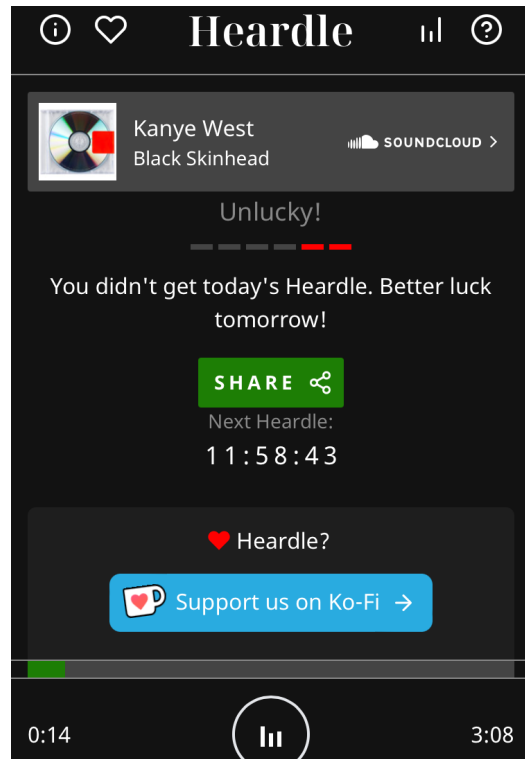 Heardle
Kanye West
Black Skinhead
SOUNDCLOUD
Unlucky!
You didn't get today's Heardle. Better luck
tomorrow!
SHARE
Next Heardle:
11:58:43
Heardle?
Support us on Ko-Fi →
0:14
3:08